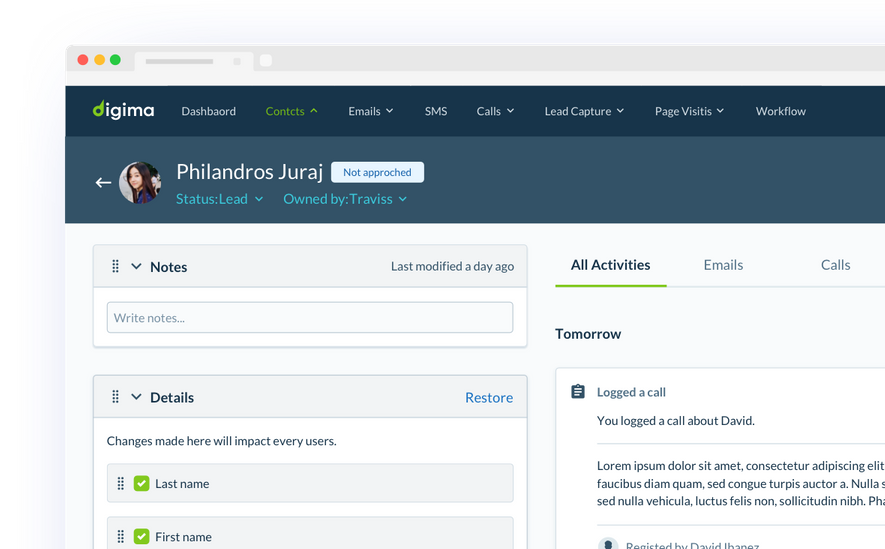 digima
Dashbaord Contcts Emails SMS Calls Lead Capture Page Visitis Workflow
Philandros Juraj Not approched
Status:Lead Owned by:Traviss
Notes Last modified a day ago
Write notes...
Details Restore
Changes made here will impact every users.
Last name
First name
All Activities Emails Calls
Tomorrow
Logged a call
You logged a call about David.
Lorem ipsum dolor sit amet, consectetur adipiscing elit
faucibus diam quam, sed congue turpis auctor a. Nulla s
sed nulla vehicula, luctus felis non, sollicitudin nibh. Pha
Registed by David Ibanez